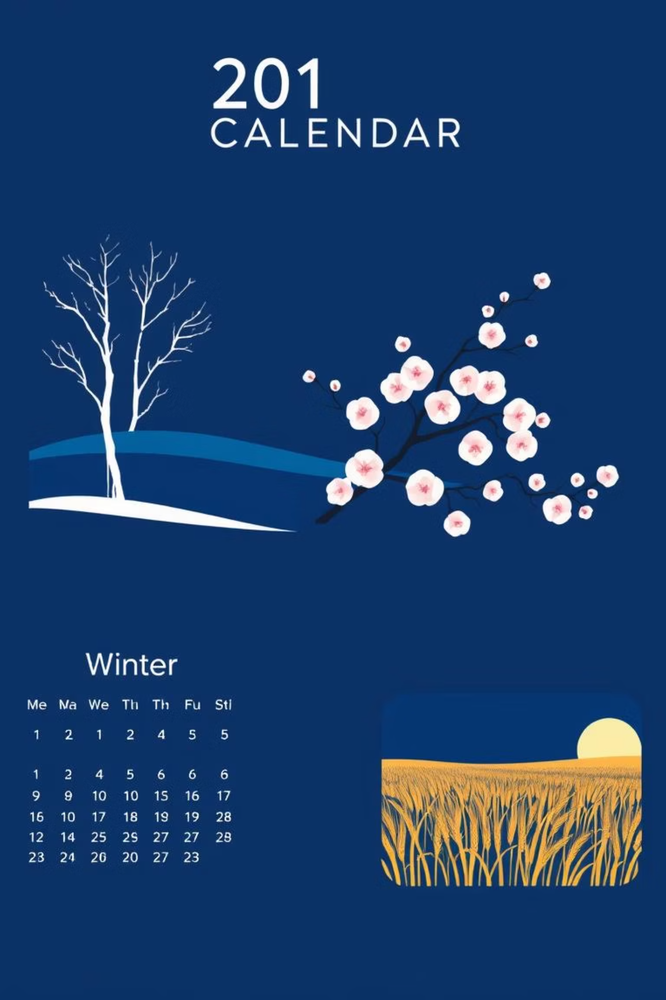 201
CALENDAR
Winter
Me Ma We Th Th Fu Sti
1 2 1 2 4 5 5
1 2 4 5 6 6 6
9 9 10 10 15 16 17
16 10 17 18 19 19 28
12 14 25 25 27 27 28
23 24 26 20 27 23